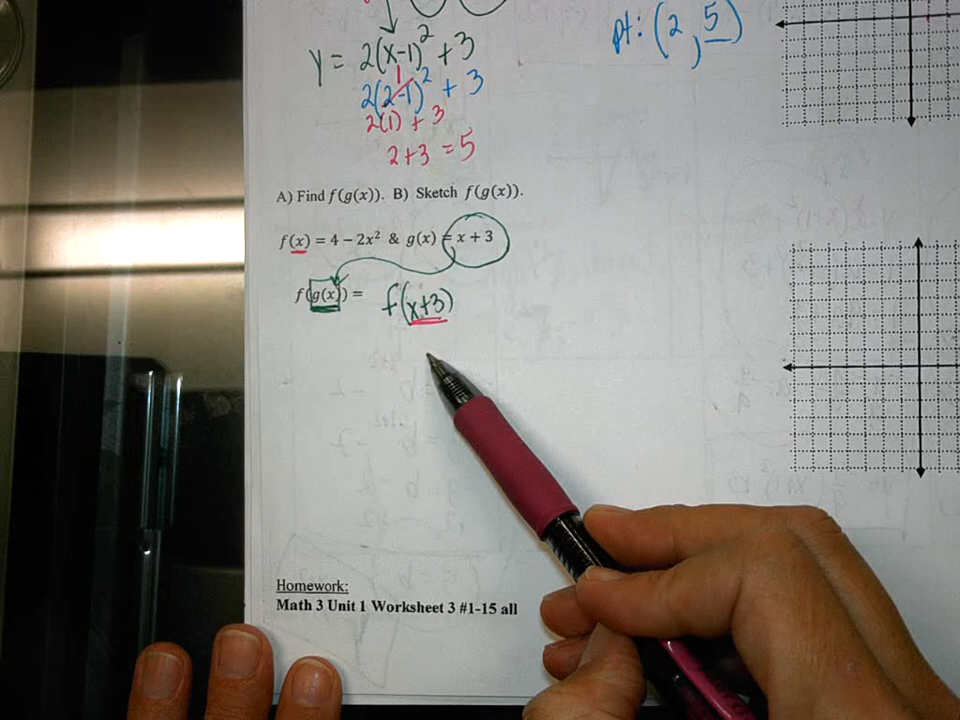 y = 2(x-1)² + 3
pt: (2, 5)
2(2-1)² + 3
1
2(1) + 3
2+3 = 5
A) Find f(g(x)). B) Sketch f(g(x)).
f(x) = 4 – 2x² & g(x) = x + 3
f(g(x)) = f(x+3)
Homework:
Math 3 Unit 1 Worksheet 3 #1-15 all